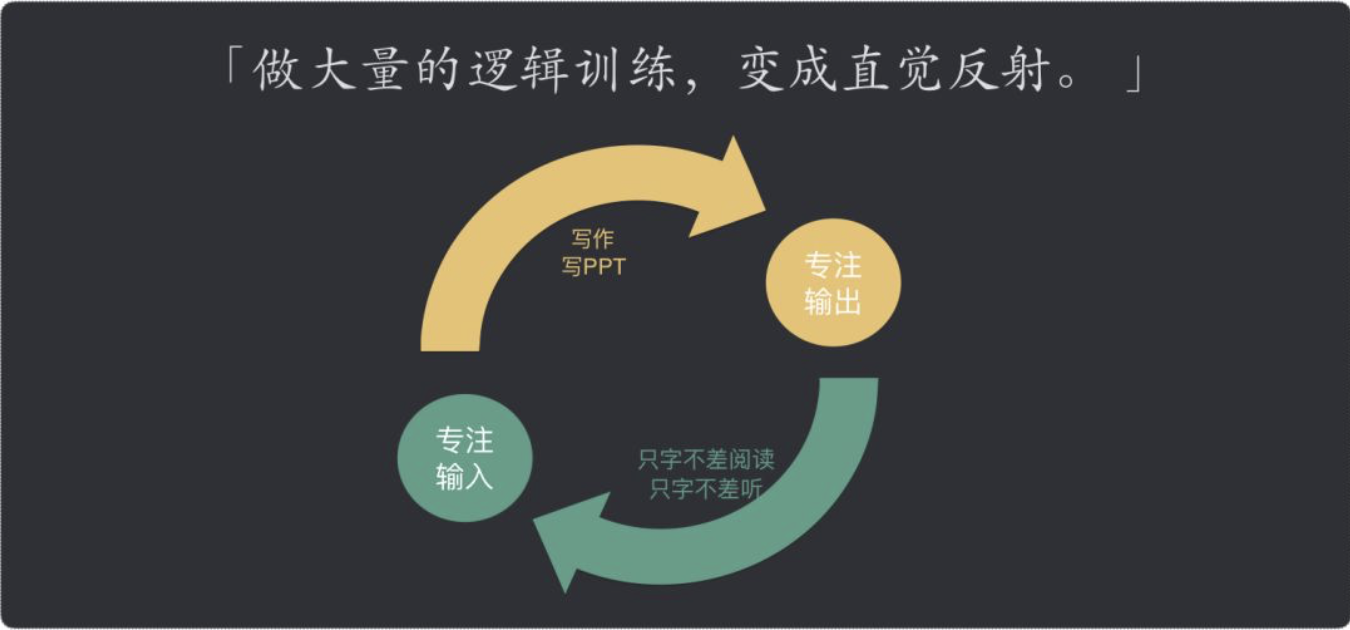 「做大量的逻辑训练，变成直觉反射。 」
写作
写PPT
专注
输出
专注
输入
只字不差阅读
只字不差听